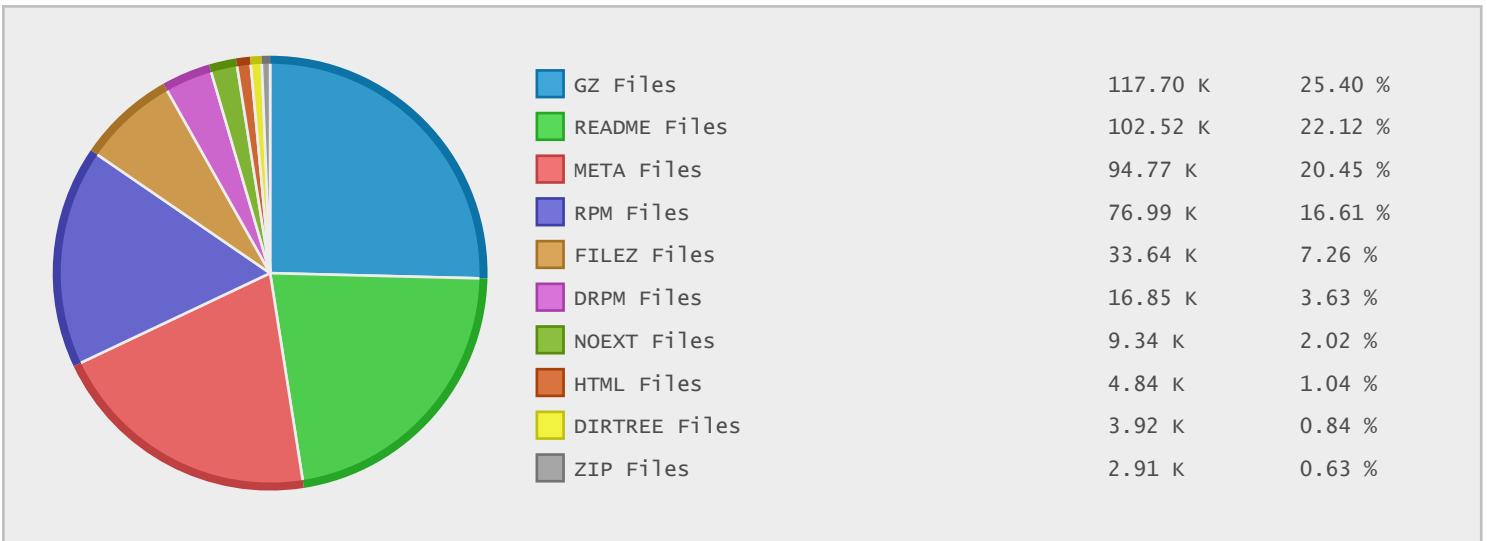 GZ Files 117.70 K 25.40 %
README Files 102.52 K 22.12 %
META Files 94.77 K 20.45 %
RPM Files 76.99 K 16.61 %
FILEZ Files 33.64 K 7.26 %
DRPM Files 16.85 K 3.63 %
NOEXT Files 9.34 K 2.02 %
HTML Files 4.84 K 1.04 %
DIRTREE Files 3.92 K 0.84 %
ZIP Files 2.91 K 0.63 %